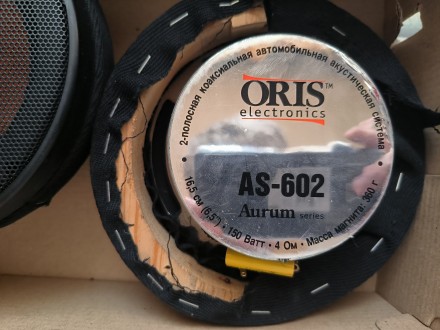 • 2-полосная Коаксиальная автомобильная акустическая система •
ORIS™
electronics
AS-602
Aurum series
16,5 см (6,5") • 150 Ватт • 4 Ом • Масса магнита: 360 г